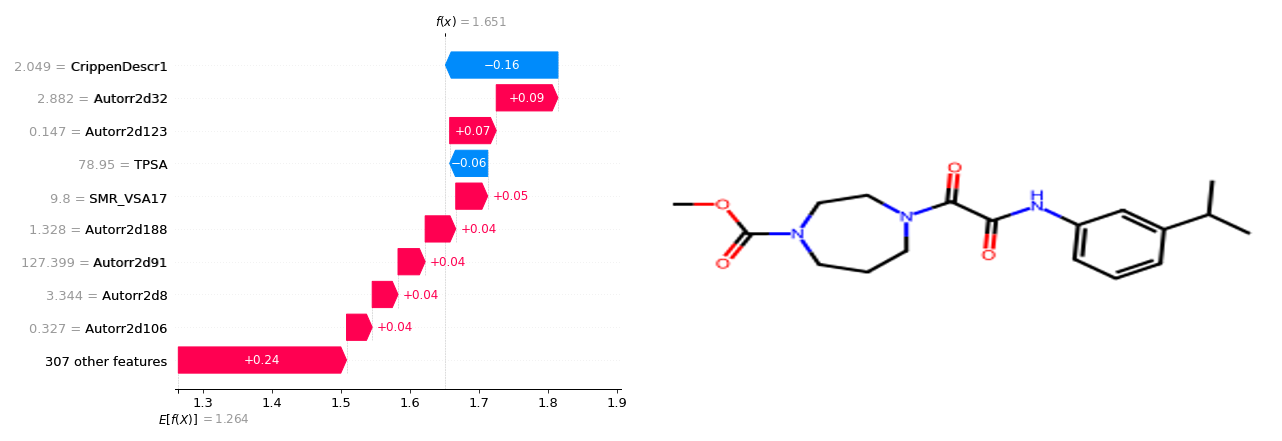 f(x) = 1.651
2.049 = CrippenDescr1 −0.16
2.882 = Autorr2d32 +0.09
0.147 = Autorr2d123 +0.07
78.95 = TPSA −0.06
9.8 = SMR_VSA17 +0.05
1.328 = Autorr2d188 +0.04
127.399 = Autorr2d91 +0.04
3.344 = Autorr2d8 +0.04
0.327 = Autorr2d106 +0.04
307 other features +0.24
1.3 1.4 1.5 1.6 1.7 1.8 1.9
E[f(X)] = 1.264
O
H
N
O
N
N
O
O